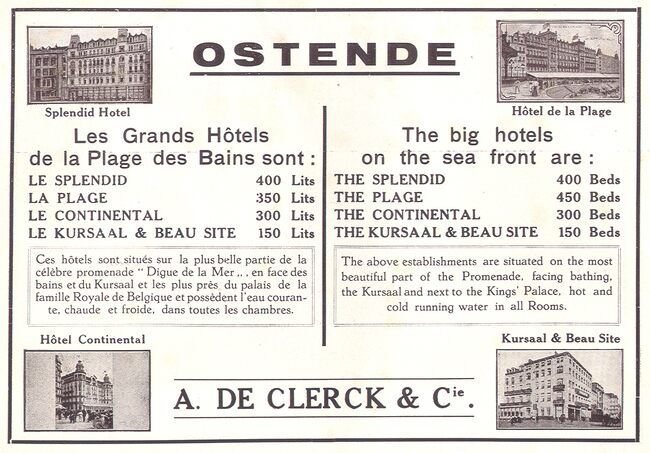 OSTENDE
Splendid Hotel
Hôtel de la Plage
Les Grands Hôtels
de la Plage des Bains sont :
LE SPLENDID 400 Lits
LA PLAGE 350 Lits
LE CONTINENTAL 300 Lits
LE KURSAAL & BEAU SITE 150 Lits
Ces hôtels sont situés sur la plus belle partie de la
célèbre promenade " Digue de la Mer ,, , en face des
bains et du Kursaal et les plus près du palais de la
famille Royale de Belgique et possèdent l'eau couran-
te, chaude et froide, dans toutes les chambres.
The big hotels
on the sea front are :
THE SPLENDID 400 Beds
THE PLAGE 450 Beds
THE CONTINENTAL 300 Beds
THE KURSAAL & BEAU SITE 150 Beds
The above establishments are situated on the most
beautiful part of the Promenade, facing bathing,
the Kursaal and next to the Kings' Palace, hot and
cold running water in all Rooms.
Hôtel Continental
Kursaal & Beau Site
A. DE CLERCK & Cie.